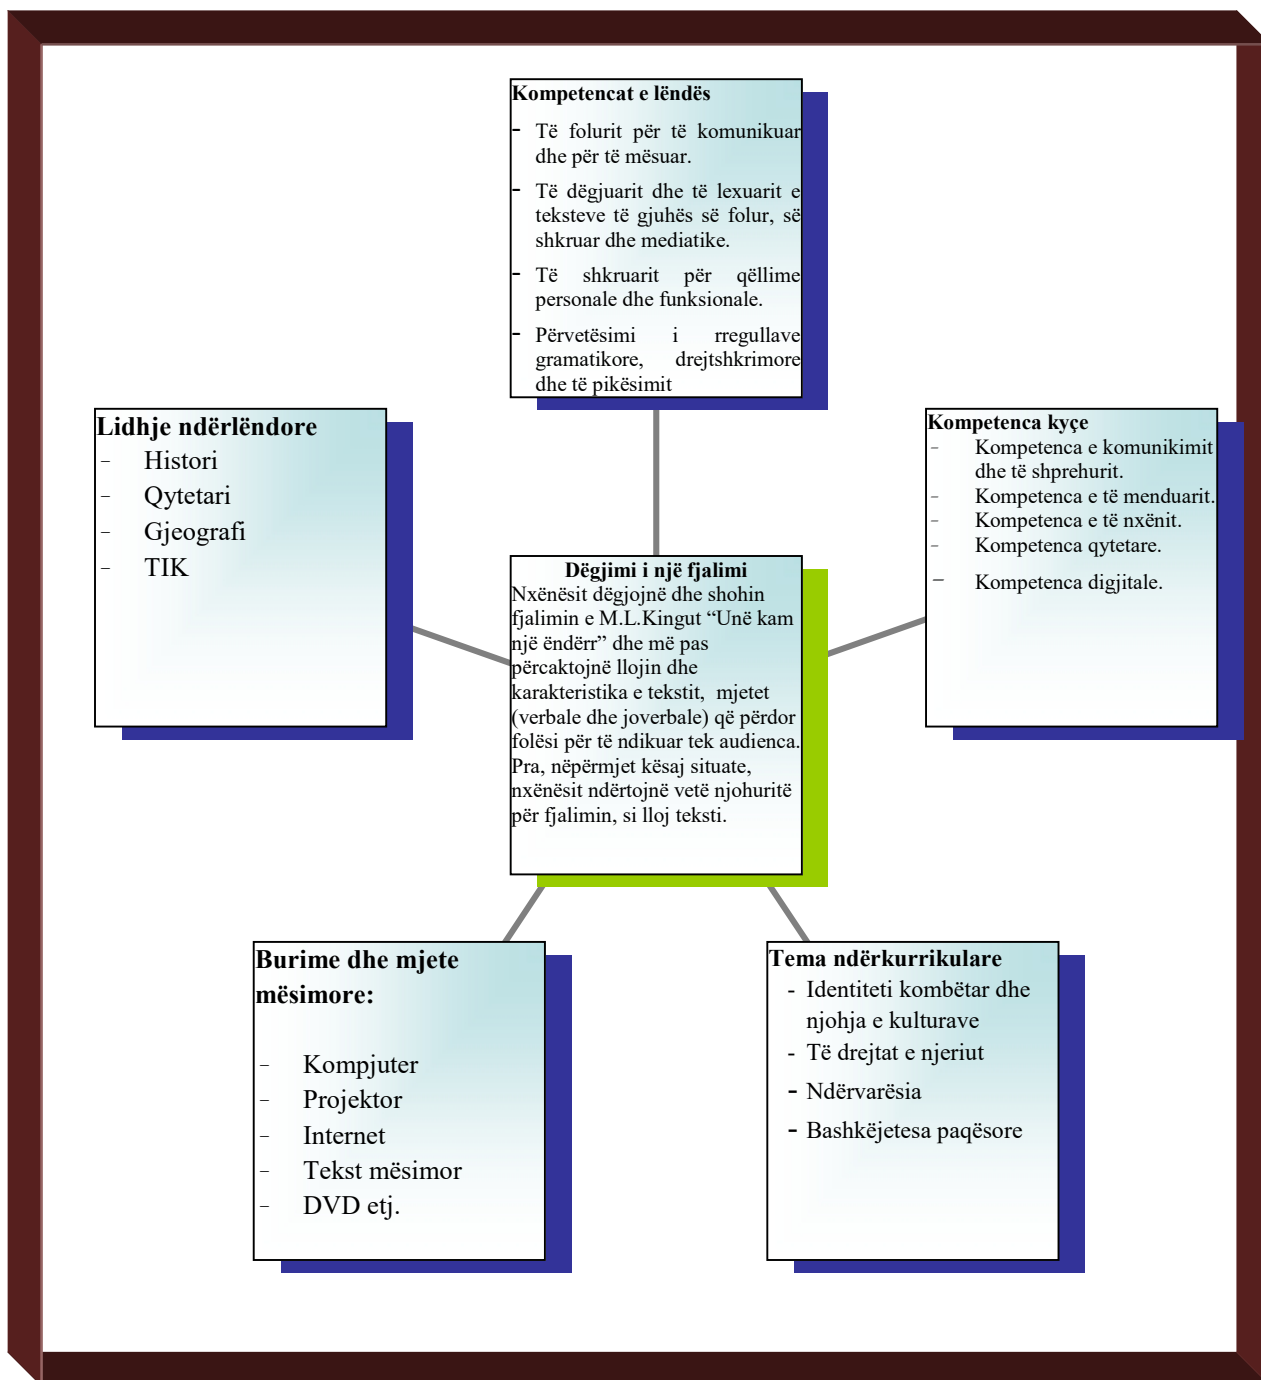 Kompetencat e lëndës
- Të folurit për të komunikuar
dhe për të mësuar.
- Të dëgjuarit dhe të lexuarit e
teksteve të gjuhës së folur, së
shkruar dhe mediatike.
- Të shkruarit për qëllime
personale dhe funksionale.
- Përvetësimi i rregullave
gramatikore, drejtshkrimore
dhe të pikësimit
Lidhje ndërlëndore
- Histori
- Qytetari
- Gjeografi
- TIK
Kompetenca kyçe
- Kompetenca e komunikimit
dhe të shprehurit.
- Kompetenca e të menduarit.
- Kompetenca e të nxënit.
- Kompetenca qytetare.
- Kompetenca digjitale.
Dëgjimi i një fjalimi
Nxënësit dëgjojnë dhe shohin
fjalimin e M.L.Kingut “Unë kam
një ëndërr” dhe më pas
përcaktojnë llojin dhe
karakteristika e tekstit, mjetet
(verbale dhe joverbale) që përdor
folësi për të ndikuar tek audienca.
Pra, nëpërmjet kësaj situate,
nxënësit ndërtojnë vetë njohuritë
për fjalimin, si lloj teksti.
Burime dhe mjete
mësimore:
- Kompjuter
- Projektor
- Internet
- Tekst mësimor
- DVD etj.
Tema ndërkurrikulare
- Identiteti kombëtar dhe
njohja e kulturave
- Të drejtat e njeriut
- Ndërvarësia
- Bashkëjetesa paqësore